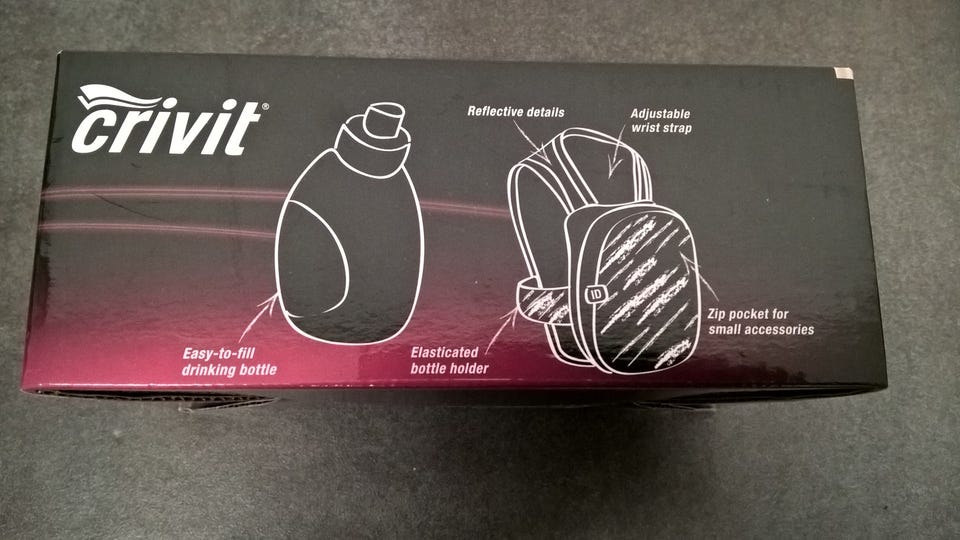 crivit®
Reflective details
Adjustable
wrist strap
ID
Zip pocket for
small accessories
Easy-to-fill
drinking bottle
Elasticated
bottle holder